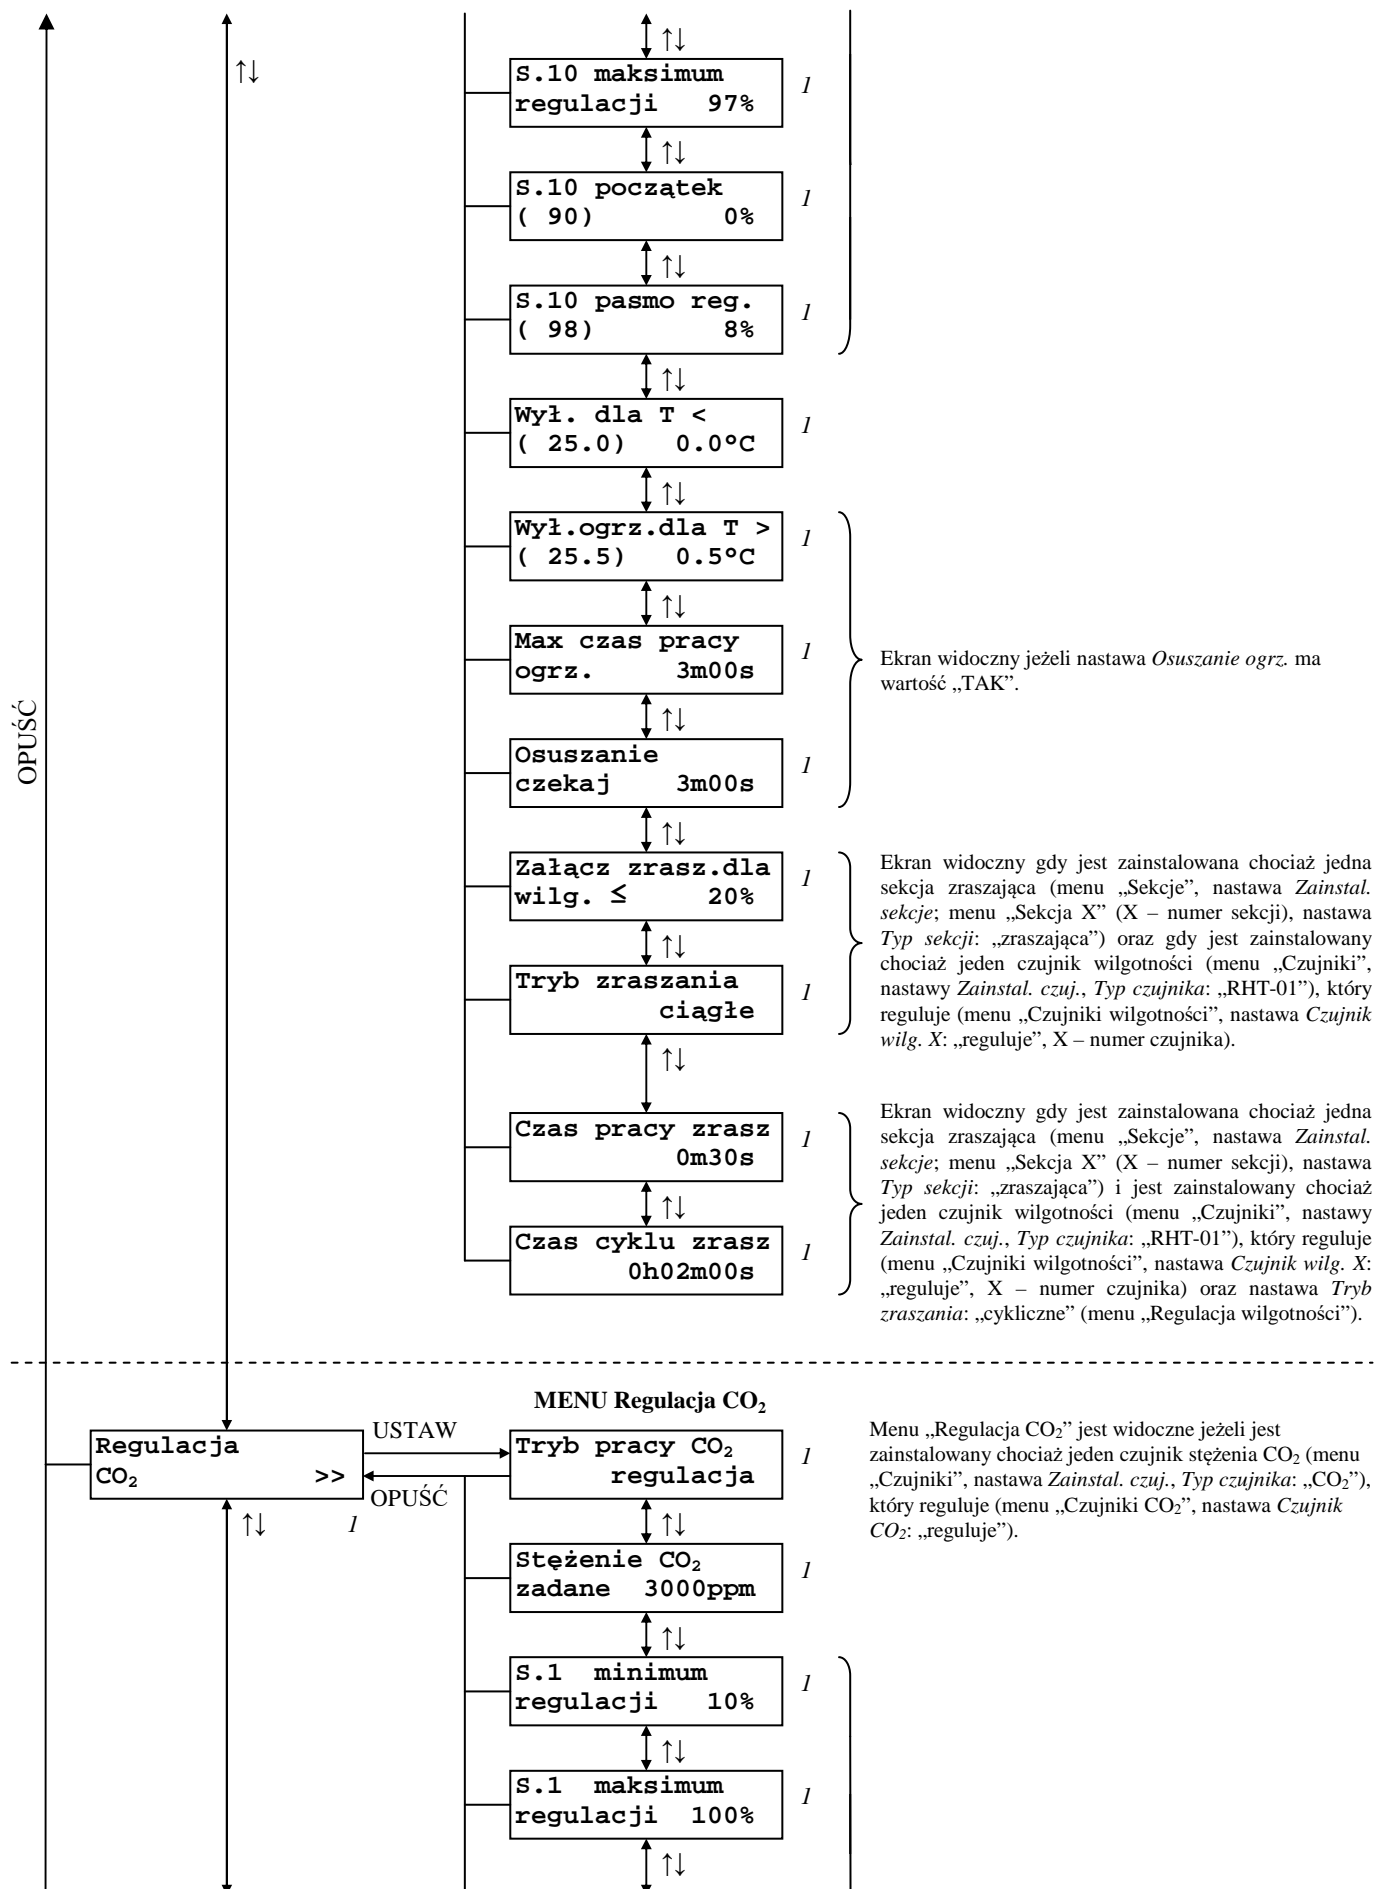 ↑↓
↑↓
S.10 maksimum
regulacji 97%
1
↑↓
S.10 początek
( 90) 0%
1
↑↓
S.10 pasmo reg.
( 98) 8%
1
↑↓
Wył. dla T <
( 25.0) 0.0°C
1
↑↓
Wył.ogrz.dla T >
( 25.5) 0.5°C
1
↑↓
Max czas pracy
ogrz. 3m00s
1
Ekran widoczny jeżeli nastawa Osuszanie ogrz. ma
wartość „TAK”.
↑↓
OPUŚĆ
Osuszanie
czekaj 3m00s
1
↑↓
Załącz zrasz.dla
wilg. ≤ 20%
1
↑↓
Tryb zraszania
ciągłe
1
Ekran widoczny gdy jest zainstalowana chociaż jedna
sekcja zraszająca (menu „Sekcje”, nastawa Zainstal.
sekcje; menu „Sekcja X” (X – numer sekcji), nastawa
Typ sekcji: „zraszająca”) oraz gdy jest zainstalowany
chociaż jeden czujnik wilgotności (menu „Czujniki”,
nastawy Zainstal. czuj., Typ czujnika: „RHT-01”), który
reguluje (menu „Czujniki wilgotności”, nastawa Czujnik
wilg. X: „reguluje”, X – numer czujnika).
↑↓
Czas pracy zrasz
0m30s
1
↑↓
Czas cyklu zrasz
0h02m00s
1
Ekran widoczny gdy jest zainstalowana chociaż jedna
sekcja zraszająca (menu „Sekcje”, nastawa Zainstal.
sekcje; menu „Sekcja X” (X – numer sekcji), nastawa
Typ sekcji: „zraszająca”) i jest zainstalowany chociaż
jeden czujnik wilgotności (menu „Czujniki”, nastawy
Zainstal. czuj., Typ czujnika: „RHT-01”), który reguluje
(menu „Czujniki wilgotności”, nastawa Czujnik wilg. X:
„reguluje”, X – numer czujnika) oraz nastawa Tryb
zraszania: „cykliczne” (menu „Regulacja wilgotności”).
MENU Regulacja CO₂
Regulacja
CO₂ >>
↑↓ 1
USTAW
OPUŚĆ
Tryb pracy CO₂
regulacja
1
Menu „Regulacja CO₂” jest widoczne jeżeli jest
zainstalowany chociaż jeden czujnik stężenia CO₂ (menu
„Czujniki”, nastawa Zainstal. czuj., Typ czujnika: „CO₂”),
który reguluje (menu „Czujniki CO₂”, nastawa Czujnik
CO₂: „reguluje”).
↑↓
Stężenie CO₂
zadane 3000ppm
1
↑↓
S.1 minimum
regulacji 10%
1
↑↓
S.1 maksimum
regulacji 100%
1
↑↓